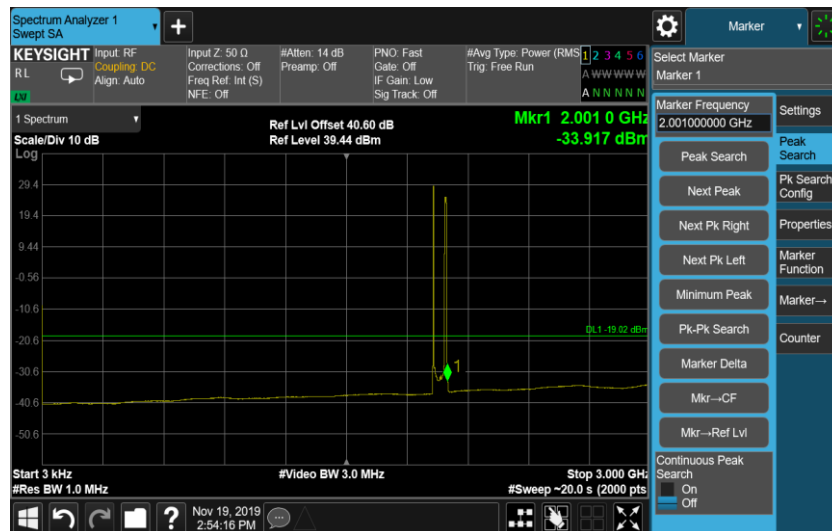 Spectrum Analyzer 1
Swept SA
Marker
KEYSIGHT
RL
LXI
Input: RF
Coupling: DC
Align: Auto
Input Z: 50 Ω
Corrections: Off
Freq Ref: Int (S)
NFE: Off
#Atten: 14 dB
Preamp: Off
PNO: Fast
Gate: Off
IF Gain: Low
Sig Track: Off
#Avg Type: Power (RMS
Trig: Free Run
1 2 3 4 5 6
A W W W W W
A N N N N N
Select Marker
Marker 1
1 Spectrum
Scale/Div 10 dB
Log
Ref Lvl Offset 40.60 dB
Ref Level 39.44 dBm
Mkr1 2.001 0 GHz
-33.917 dBm
29.4
19.4
9.44
-0.56
-10.6
-20.6
-30.6
-40.6
-50.6
DL1 -19.02 dBm
1
Start 3 kHz
#Res BW 1.0 MHz
#Video BW 3.0 MHz
Stop 3.000 GHz
#Sweep ~20.0 s (2000 pts
Marker Frequency
2.001000000 GHz
Peak Search
Next Peak
Next Pk Right
Next Pk Left
Minimum Peak
Pk-Pk Search
Marker Delta
Mkr→CF
Mkr→Ref Lvl
Continuous Peak
Search
On
Off
Settings
Peak
Search
Pk Search
Config
Properties
Marker
Function
Marker→
Counter
?
Nov 19, 2019
2:54:16 PM